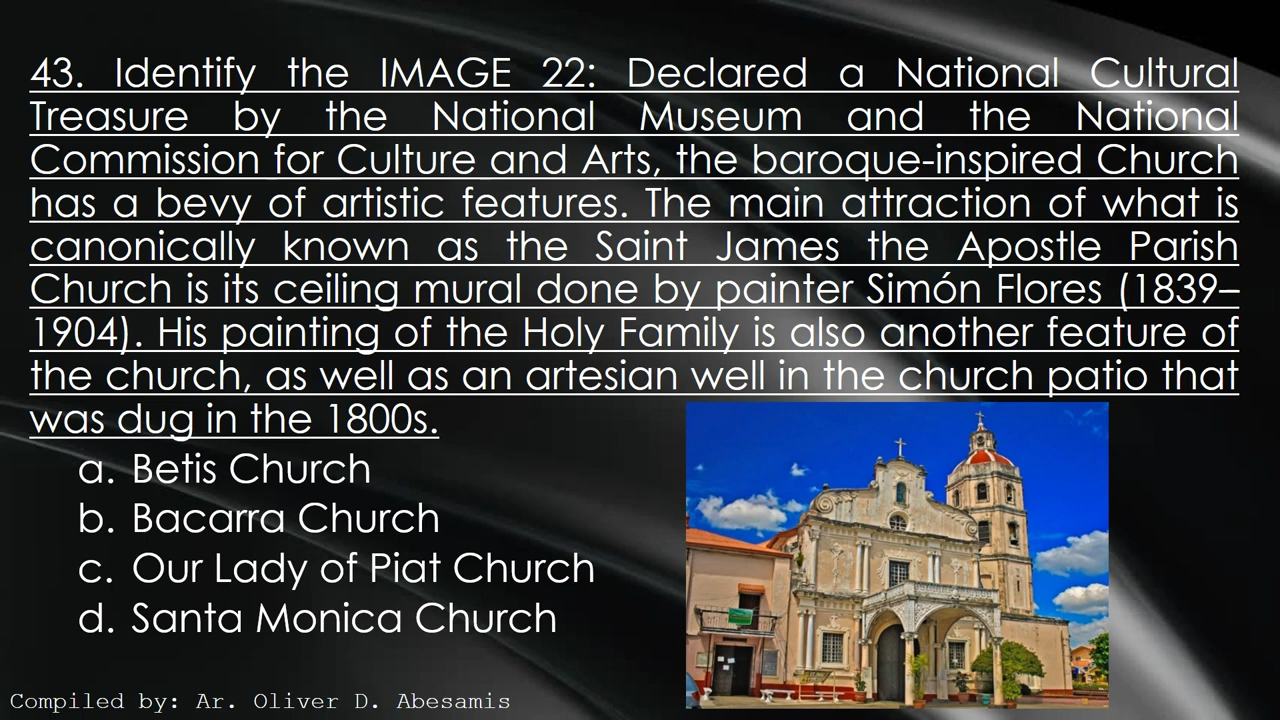 43. Identify the IMAGE 22: Declared a National Cultural
Treasure by the National Museum and the National
Commission for Culture and Arts, the baroque-inspired Church
has a bevy of artistic features. The main attraction of what is
canonically known as the Saint James the Apostle Parish
Church is its ceiling mural done by painter Simón Flores (1839–
1904). His painting of the Holy Family is also another feature of
the church, as well as an artesian well in the church patio that
was dug in the 1800s.
a. Betis Church
b. Bacarra Church
c. Our Lady of Piat Church
d. Santa Monica Church
Compiled by: Ar. Oliver D. Abesamis